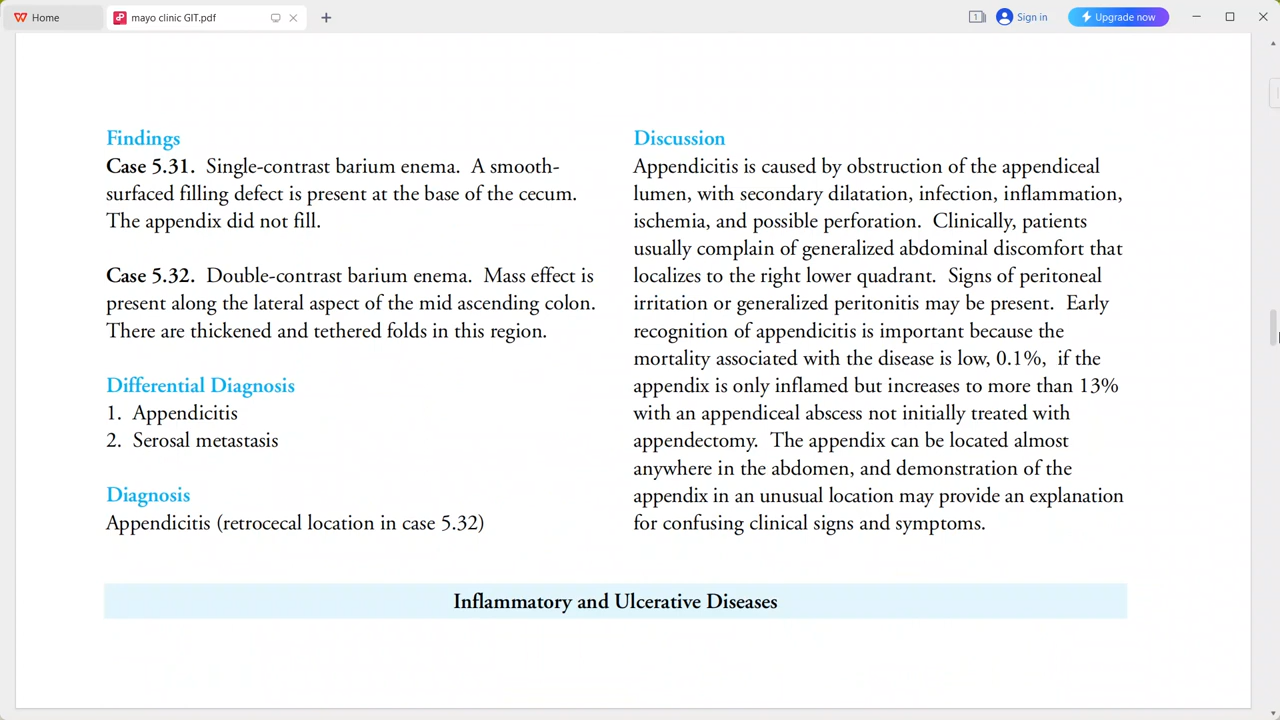 Home
mayo clinic GIT.pdf
1
Sign in
Upgrade now
Findings
Case 5.31. Single-contrast barium enema. A smooth-
surfaced filling defect is present at the base of the cecum.
The appendix did not fill.
Case 5.32. Double-contrast barium enema. Mass effect is
present along the lateral aspect of the mid ascending colon.
There are thickened and tethered folds in this region.
Differential Diagnosis
1. Appendicitis
2. Serosal metastasis
Diagnosis
Appendicitis (retrocecal location in case 5.32)
Discussion
Appendicitis is caused by obstruction of the appendiceal
lumen, with secondary dilatation, infection, inflammation,
ischemia, and possible perforation. Clinically, patients
usually complain of generalized abdominal discomfort that
localizes to the right lower quadrant. Signs of peritoneal
irritation or generalized peritonitis may be present. Early
recognition of appendicitis is important because the
mortality associated with the disease is low, 0.1%, if the
appendix is only inflamed but increases to more than 13%
with an appendiceal abscess not initially treated with
appendectomy. The appendix can be located almost
anywhere in the abdomen, and demonstration of the
appendix in an unusual location may provide an explanation
for confusing clinical signs and symptoms.
Inflammatory and Ulcerative Diseases